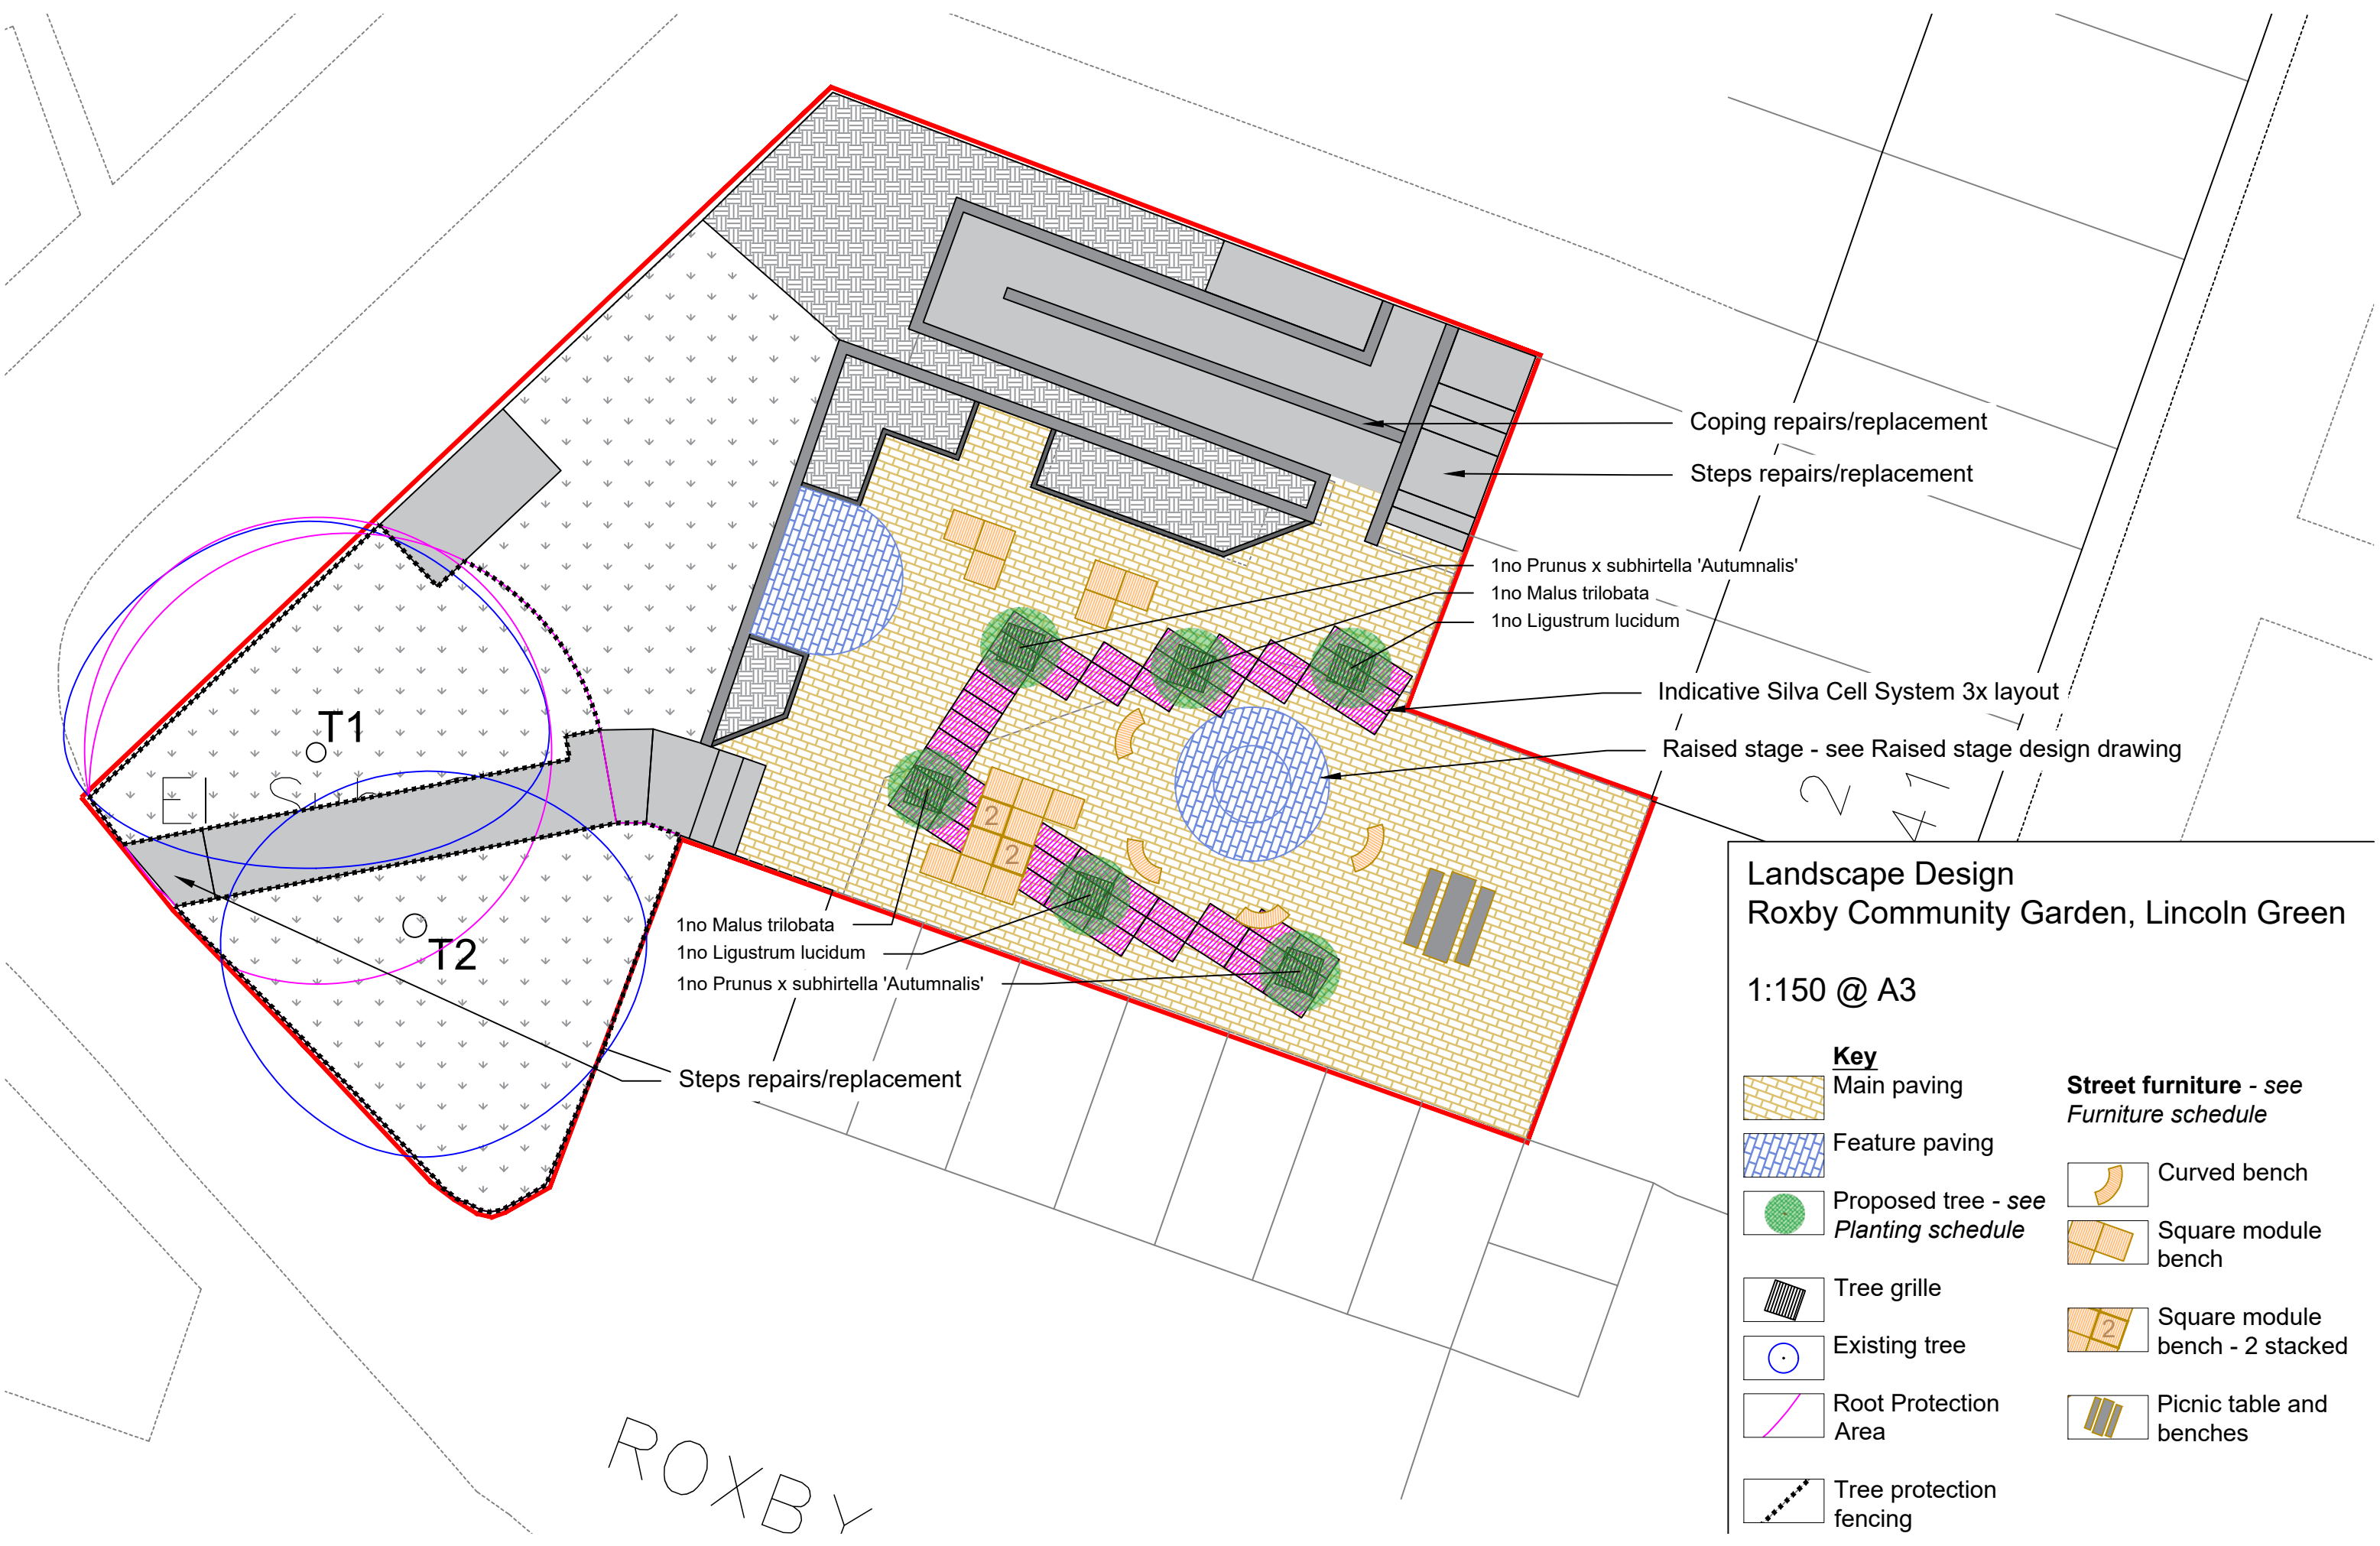 Coping repairs/replacement
Steps repairs/replacement
1no Prunus x subhirtella 'Autumnalis'
1no Malus trilobata
1no Ligustrum lucidum
Indicative Silva Cell System 3x layout
Raised stage - see Raised stage design drawing
T1
El
2
2
2
T2
1no Malus trilobata
1no Ligustrum lucidum
1no Prunus x subhirtella 'Autumnalis'
Steps repairs/replacement
ROXBY
Landscape Design
Roxby Community Garden, Lincoln Green
1:150 @ A3
Key
Main paving
Feature paving
Proposed tree - see
Planting schedule
Tree grille
Existing tree
Root Protection
Area
Tree protection
fencing
Street furniture - see
Furniture schedule
Curved bench
Square module
bench
2
Square module
bench - 2 stacked
Picnic table and
benches